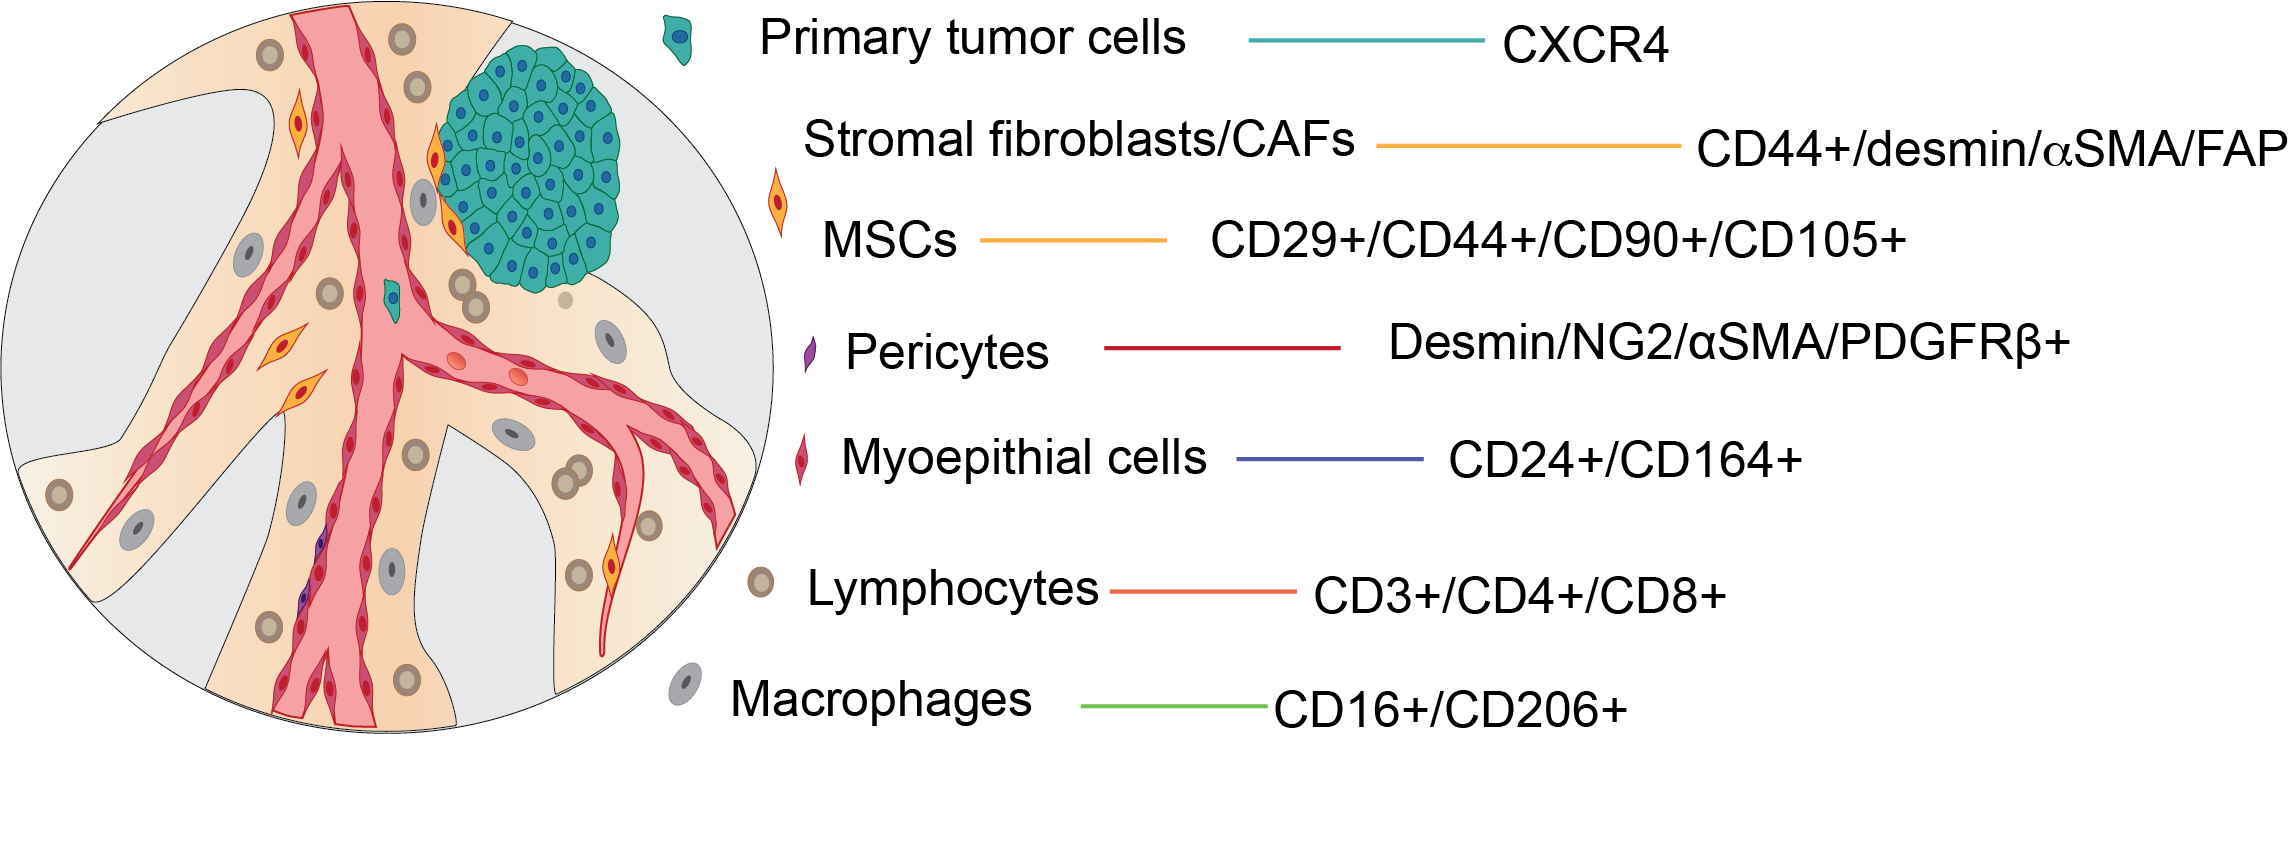 Primary tumor cells CXCR4
Stromal fibroblasts/CAFs CD44+/desmin/αSMA/FAP
MSCs CD29+/CD44+/CD90+/CD105+
Pericytes Desmin/NG2/αSMA/PDGFRβ+
Myoepithial cells CD24+/CD164+
Lymphocytes CD3+/CD4+/CD8+
Macrophages CD16+/CD206+